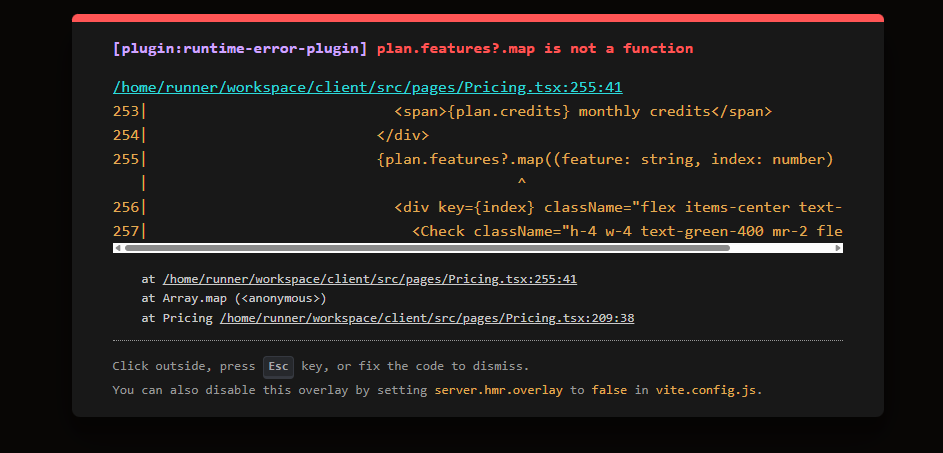 [plugin:runtime-error-plugin] plan.features?.map is not a function
/home/runner/workspace/client/src/pages/Pricing.tsx:255:41
253|                            <span>{plan.credits} monthly credits</span>
254|                          </div>
255|                          {plan.features?.map((feature: string, index: number)
   |                                          ^
256|                            <div key={index} className="flex items-center text-
257|                              <Check className="h-4 w-4 text-green-400 mr-2 fle
at /home/runner/workspace/client/src/pages/Pricing.tsx:255:41
at Array.map (<anonymous>)
at Pricing /home/runner/workspace/client/src/pages/Pricing.tsx:209:38
Click outside, press Esc key, or fix the code to dismiss.
You can also disable this overlay by setting server.hmr.overlay to false in vite.config.js.